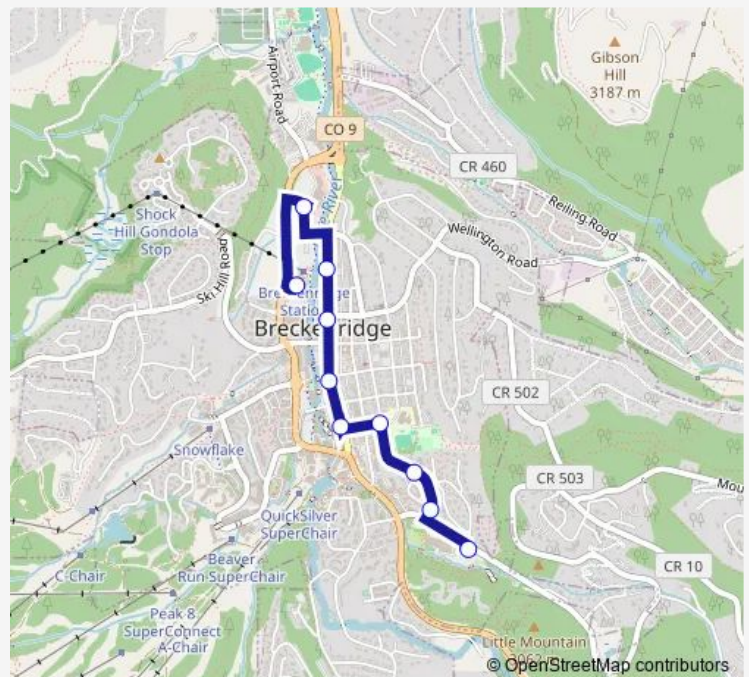 Gibson
Hill
3187 m
Airport Road
CO 9
CR 460
River
Reiling Road
Shock
Hill Gondola
Stop
Wellington Road
Ski Hill Road
Breckenridge
CR 502
Snowflake
CR 503
QuickSilver
SuperChair
Beaver
Run SuperChair
C-Chair
CR 10
Peak 8
SuperConnect
A-Chair
Little Mountain
© OpenStreetMap contributors